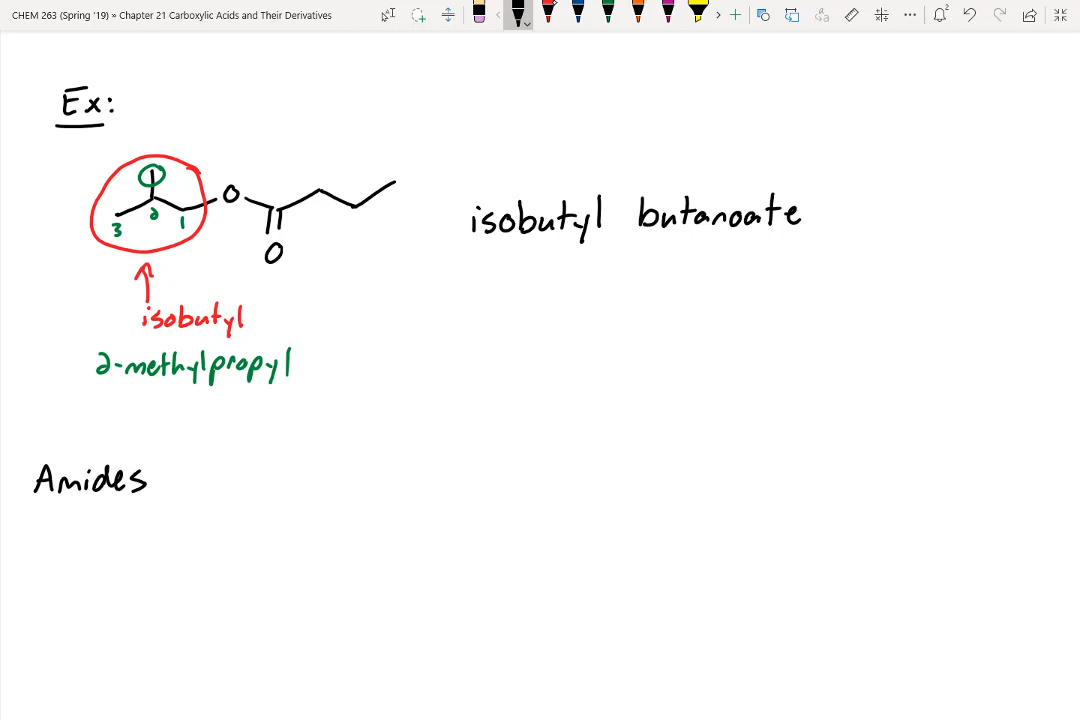 CHEM 263 (Spring '19) » Chapter 21 Carboxylic Acids and Their Derivatives
2
Ex:
O
3
2
1
O
isobutyl butanoate
isobutyl
2-methylpropyl
Amides